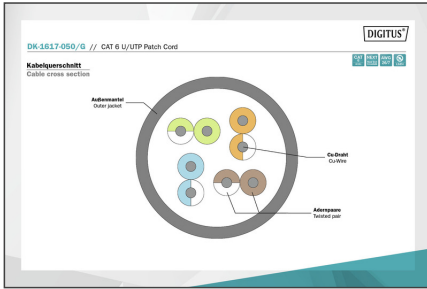 DIGITUS®
DK-1617-050/G // CAT 6 U/UTP Patch Cord
Kabelquerschnitt
Cable cross section
Außenmantel
Outer jacket
Cu-Draht
Cu-Wire
Aderpaare
Twisted pair